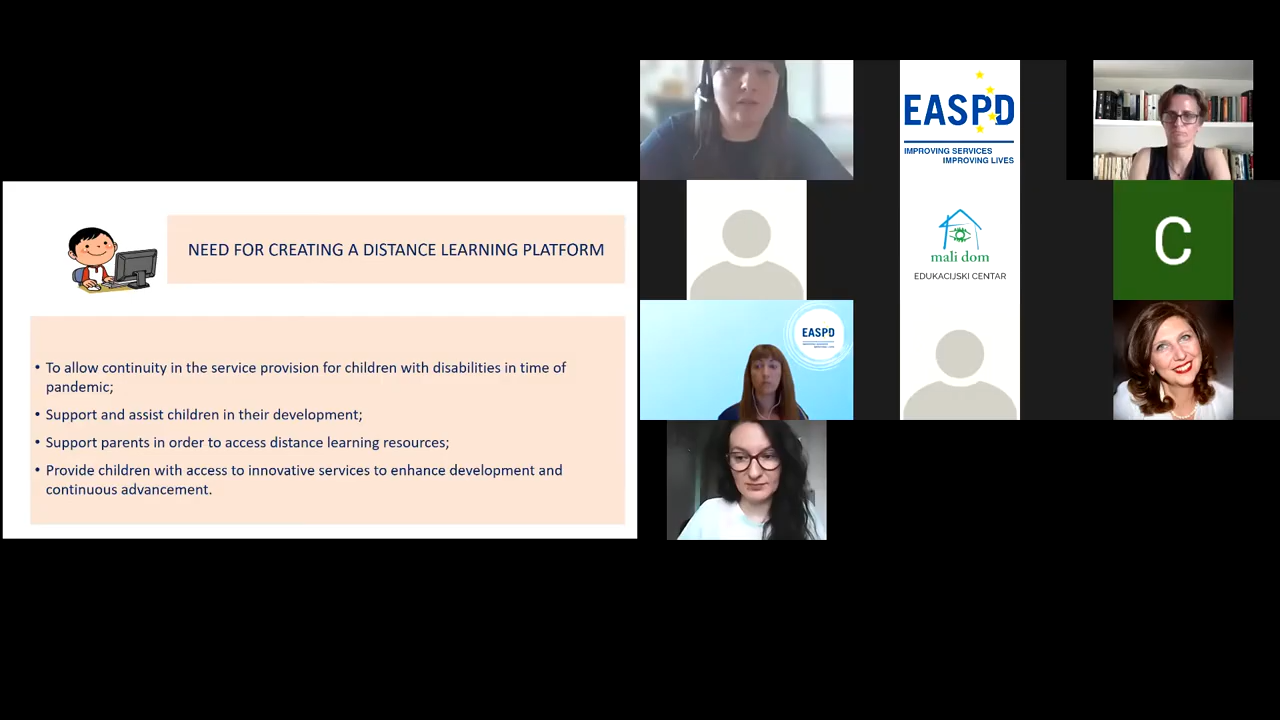 NEED FOR CREATING A DISTANCE LEARNING PLATFORM
• To allow continuity in the service provision for children with disabilities in time of
pandemic;
• Support and assist children in their development;
• Support parents in order to access distance learning resources;
• Provide children with access to innovative services to enhance development and
continuous advancement.
EASPD
IMPROVING SERVICES
IMPROVING LIVES
mali dom
EDUKACIJSKI CENTAR
C
EASPD